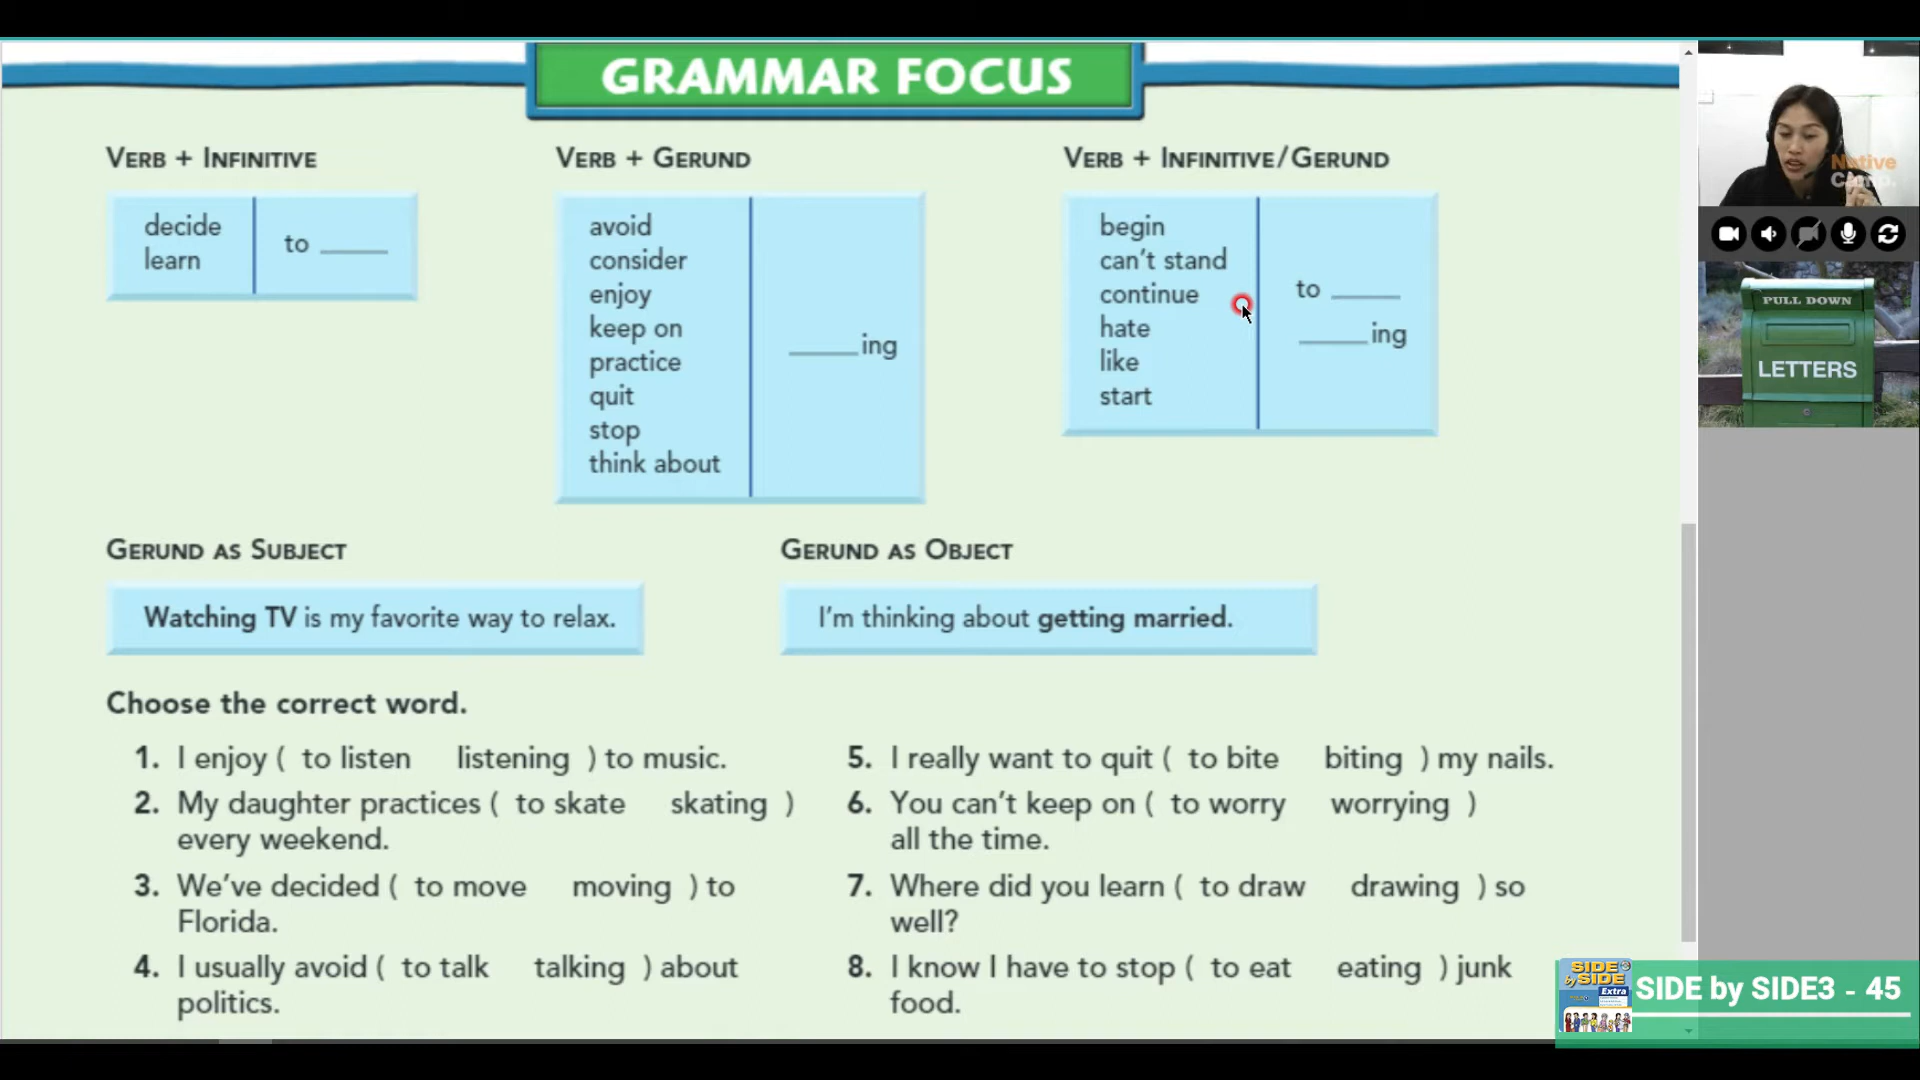 GRAMMAR FOCUS
VERB + INFINITIVE
decide
learn
to ____
VERB + GERUND
avoid
consider
enjoy
keep on
practice
quit
stop
think about
____ing
VERB + INFINITIVE/GERUND
begin
can't stand
continue
hate
like
start
to ____
____ing
GERUND AS SUBJECT
Watching TV is my favorite way to relax.
GERUND AS OBJECT
I'm thinking about getting married.
Choose the correct word.
1. I enjoy ( to listen listening ) to music.
2. My daughter practices ( to skate skating )
every weekend.
3. We've decided ( to move moving ) to
Florida.
4. I usually avoid ( to talk talking ) about
politics.
5. I really want to quit ( to bite biting ) my nails.
6. You can't keep on ( to worry worrying )
all the time.
7. Where did you learn ( to draw drawing ) so
well?
8. I know I have to stop ( to eat eating ) junk
food.
Native
Camp.
PULL DOWN
LETTERS
SIDE
by SIDE
Extra
SIDE by SIDE3 - 45